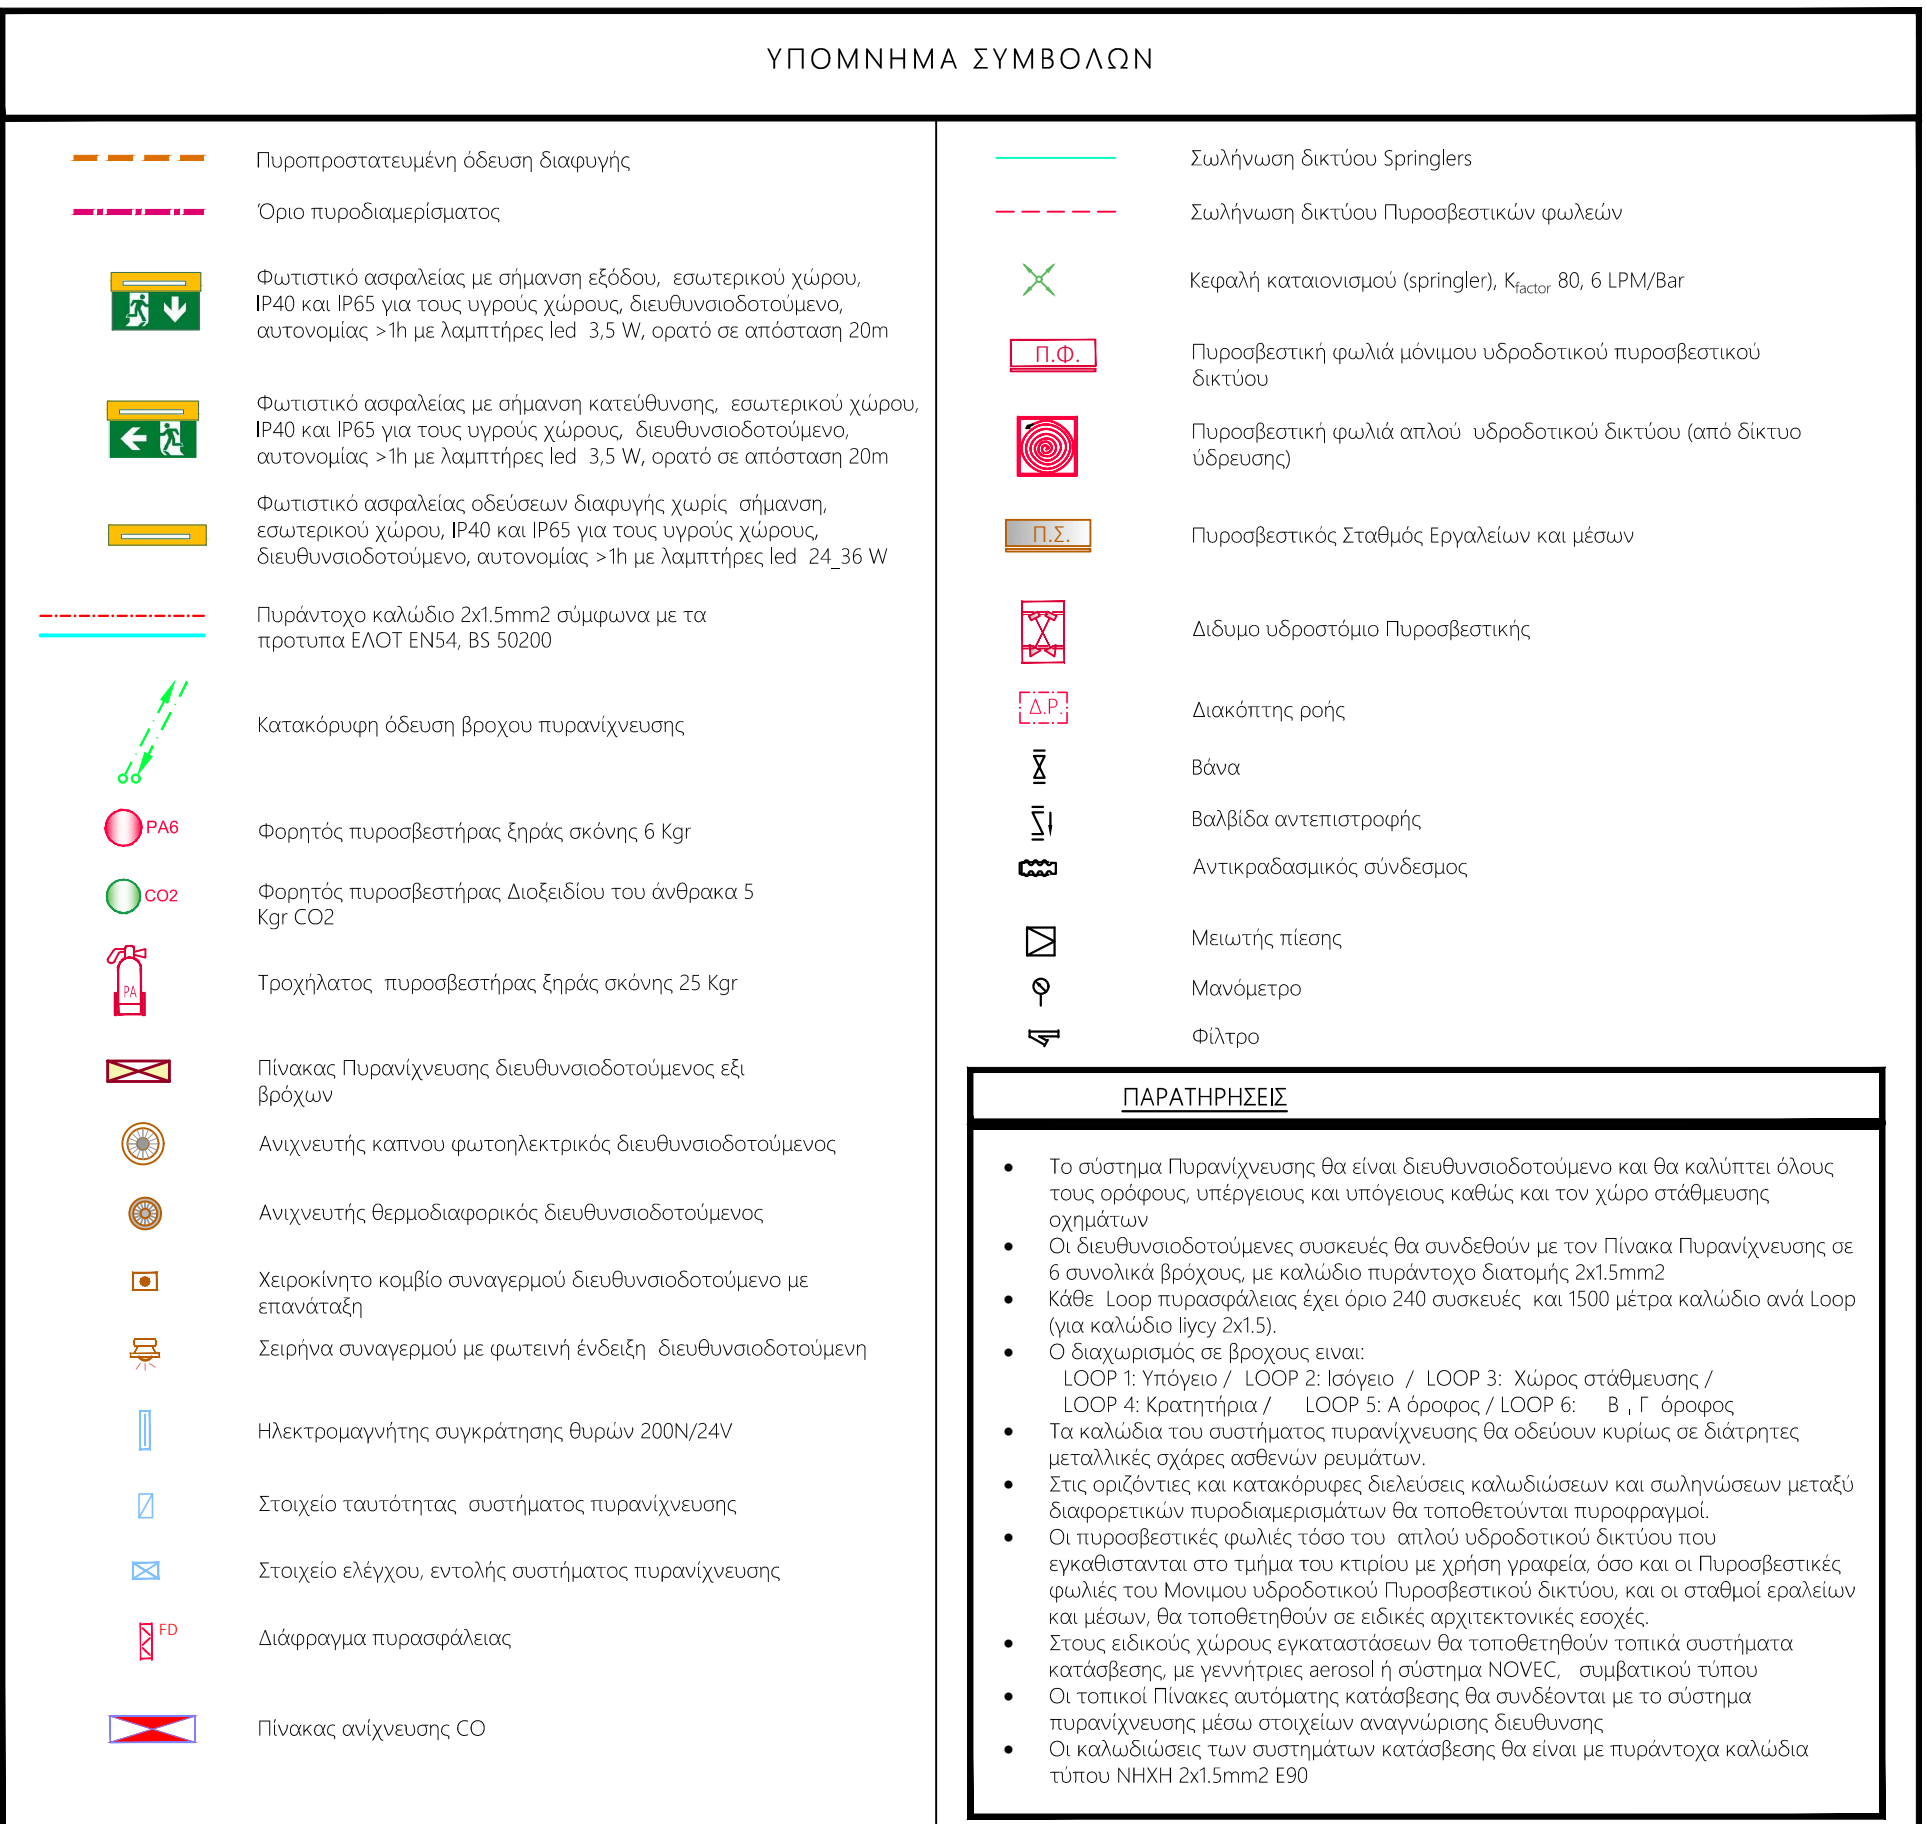 ΥΠΟΜΝΗΜΑ ΣΥΜΒΟΛΩΝ
Πυροπροστατευμένη όδευση διαφυγής
Όριο πυροδιαμερίσματος
Φωτιστικό ασφαλείας με σήμανση εξόδου, εσωτερικού χώρου,
IP40 και IP65 για τους υγρούς χώρους, διευθυνσιοδοτούμενο,
αυτονομίας >1h με λαμπτήρες led 3,5 W, ορατό σε απόσταση 20m
Φωτιστικό ασφαλείας με σήμανση κατεύθυνσης, εσωτερικού χώρου,
IP40 και IP65 για τους υγρούς χώρους, διευθυνσιοδοτούμενο,
αυτονομίας >1h με λαμπτήρες led 3,5 W, ορατό σε απόσταση 20m
Φωτιστικό ασφαλείας οδεύσεων διαφυγής χωρίς σήμανση,
εσωτερικού χώρου, IP40 και IP65 για τους υγρούς χώρους,
διευθυνσιοδοτούμενο, αυτονομίας >1h με λαμπτήρες led 24_36 W
Πυράντοχο καλώδιο 2x1.5mm2 σύμφωνα με τα
προτυπα ΕΛΟΤ EN54, BS 50200
Κατακόρυφη όδευση βροχου πυρανίχνευσης
PA6 Φορητός πυροσβεστήρας ξηράς σκόνης 6 Kgr
CO2 Φορητός πυροσβεστήρας Διοξειδίου του άνθρακα 5
Kgr CO2
PA Τροχήλατος πυροσβεστήρας ξηράς σκόνης 25 Kgr
Πίνακας Πυρανίχνευσης διευθυνσιοδοτούμενος εξι
βρόχων
Ανιχνευτής καπνου φωτοηλεκτρικός διευθυνσιοδοτούμενος
Ανιχνευτής θερμοδιαφορικός διευθυνσιοδοτούμενος
Χειροκίνητο κομβίο συναγερμού διευθυνσιοδοτούμενο με
επανάταξη
Σειρήνα συναγερμού με φωτεινή ένδειξη διευθυνσιοδοτούμενη
Ηλεκτρομαγνήτης συγκράτησης θυρών 200N/24V
Στοιχείο ταυτότητας συστήματος πυρανίχνευσης
Στοιχείο ελέγχου, εντολής συστήματος πυρανίχνευσης
FD Διάφραγμα πυρασφάλειας
Πίνακας ανίχνευσης CO
Σωλήνωση δικτύου Springlers
Σωλήνωση δικτύου Πυροσβεστικών φωλεών
Κεφαλή καταιονισμού (springler), Kfactor 80, 6 LPM/Bar
Π.Φ. Πυροσβεστική φωλιά μόνιμου υδροδοτικού πυροσβεστικού
δικτύου
Πυροσβεστική φωλιά απλού υδροδοτικού δικτύου (από δίκτυο
ύδρευσης)
Π.Σ. Πυροσβεστικός Σταθμός Εργαλείων και μέσων
Διδυμο υδροστόμιο Πυροσβεστικής
Δ.Ρ. Διακόπτης ροής
Βάνα
Βαλβίδα αντεπιστροφής
Αντικραδασμικός σύνδεσμος
Μειωτής πίεσης
Μανόμετρο
Φίλτρο
ΠΑΡΑΤΗΡΗΣΕΙΣ
• Το σύστημα Πυρανίχνευσης θα είναι διευθυνσιοδοτούμενο και θα καλύπτει όλους
τους ορόφους, υπέργειους και υπόγειους καθώς και τον χώρο στάθμευσης
οχημάτων
• Οι διευθυνσιοδοτούμενες συσκευές θα συνδεθούν με τον Πίνακα Πυρανίχνευσης σε
6 συνολικά βρόχους, με καλώδιο πυράντοχο διατομής 2x1.5mm2
• Κάθε Loop πυρασφάλειας έχει όριο 240 συσκευές και 1500 μέτρα καλώδιο ανά Loop
(για καλώδιο liycy 2x1.5).
• Ο διαχωρισμός σε βροχους ειναι:
LOOP 1: Υπόγειο / LOOP 2: Ισόγειο / LOOP 3: Χώρος στάθμευσης /
LOOP 4: Κρατητήρια / LOOP 5: Α όροφος / LOOP 6: Β , Γ όροφος
• Τα καλώδια του συστήματος πυρανίχνευσης θα οδεύουν κυρίως σε διάτρητες
μεταλλικές σχάρες ασθενών ρευμάτων.
• Στις οριζόντιες και κατακόρυφες διελεύσεις καλωδιώσεων και σωληνώσεων μεταξύ
διαφορετικών πυροδιαμερισμάτων θα τοποθετούνται πυροφραγμοί.
• Οι πυροσβεστικές φωλιές τόσο του απλού υδροδοτικού δικτύου που
εγκαθιστανται στο τμήμα του κτιρίου με χρήση γραφεία, όσο και οι Πυροσβεστικές
φωλιές του Μονιμου υδροδοτικού Πυροσβεστικού δικτύου, και οι σταθμοί εραλείων
και μέσων, θα τοποθετηθούν σε ειδικές αρχιτεκτονικές εσοχές.
• Στους ειδικούς χώρους εγκαταστάσεων θα τοποθετηθούν τοπικά συστήματα
κατάσβεσης, με γεννήτριες aerosol ή σύστημα NOVEC, συμβατικού τύπου
• Οι τοπικοί Πίνακες αυτόματης κατάσβεσης θα συνδέονται με το σύστημα
πυρανίχνευσης μέσω στοιχείων αναγνώρισης διευθυνσης
• Οι καλωδιώσεις των συστημάτων κατάσβεσης θα είναι με πυράντοχα καλώδια
τύπου NHXH 2x1.5mm2 E90